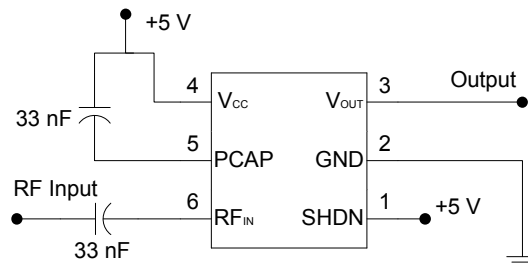 +5 V
4 VCC VOUT 3 Output
33 nF
5 PCAP GND 2
RF Input
6 RFIN SHDN 1 +5 V
33 nF